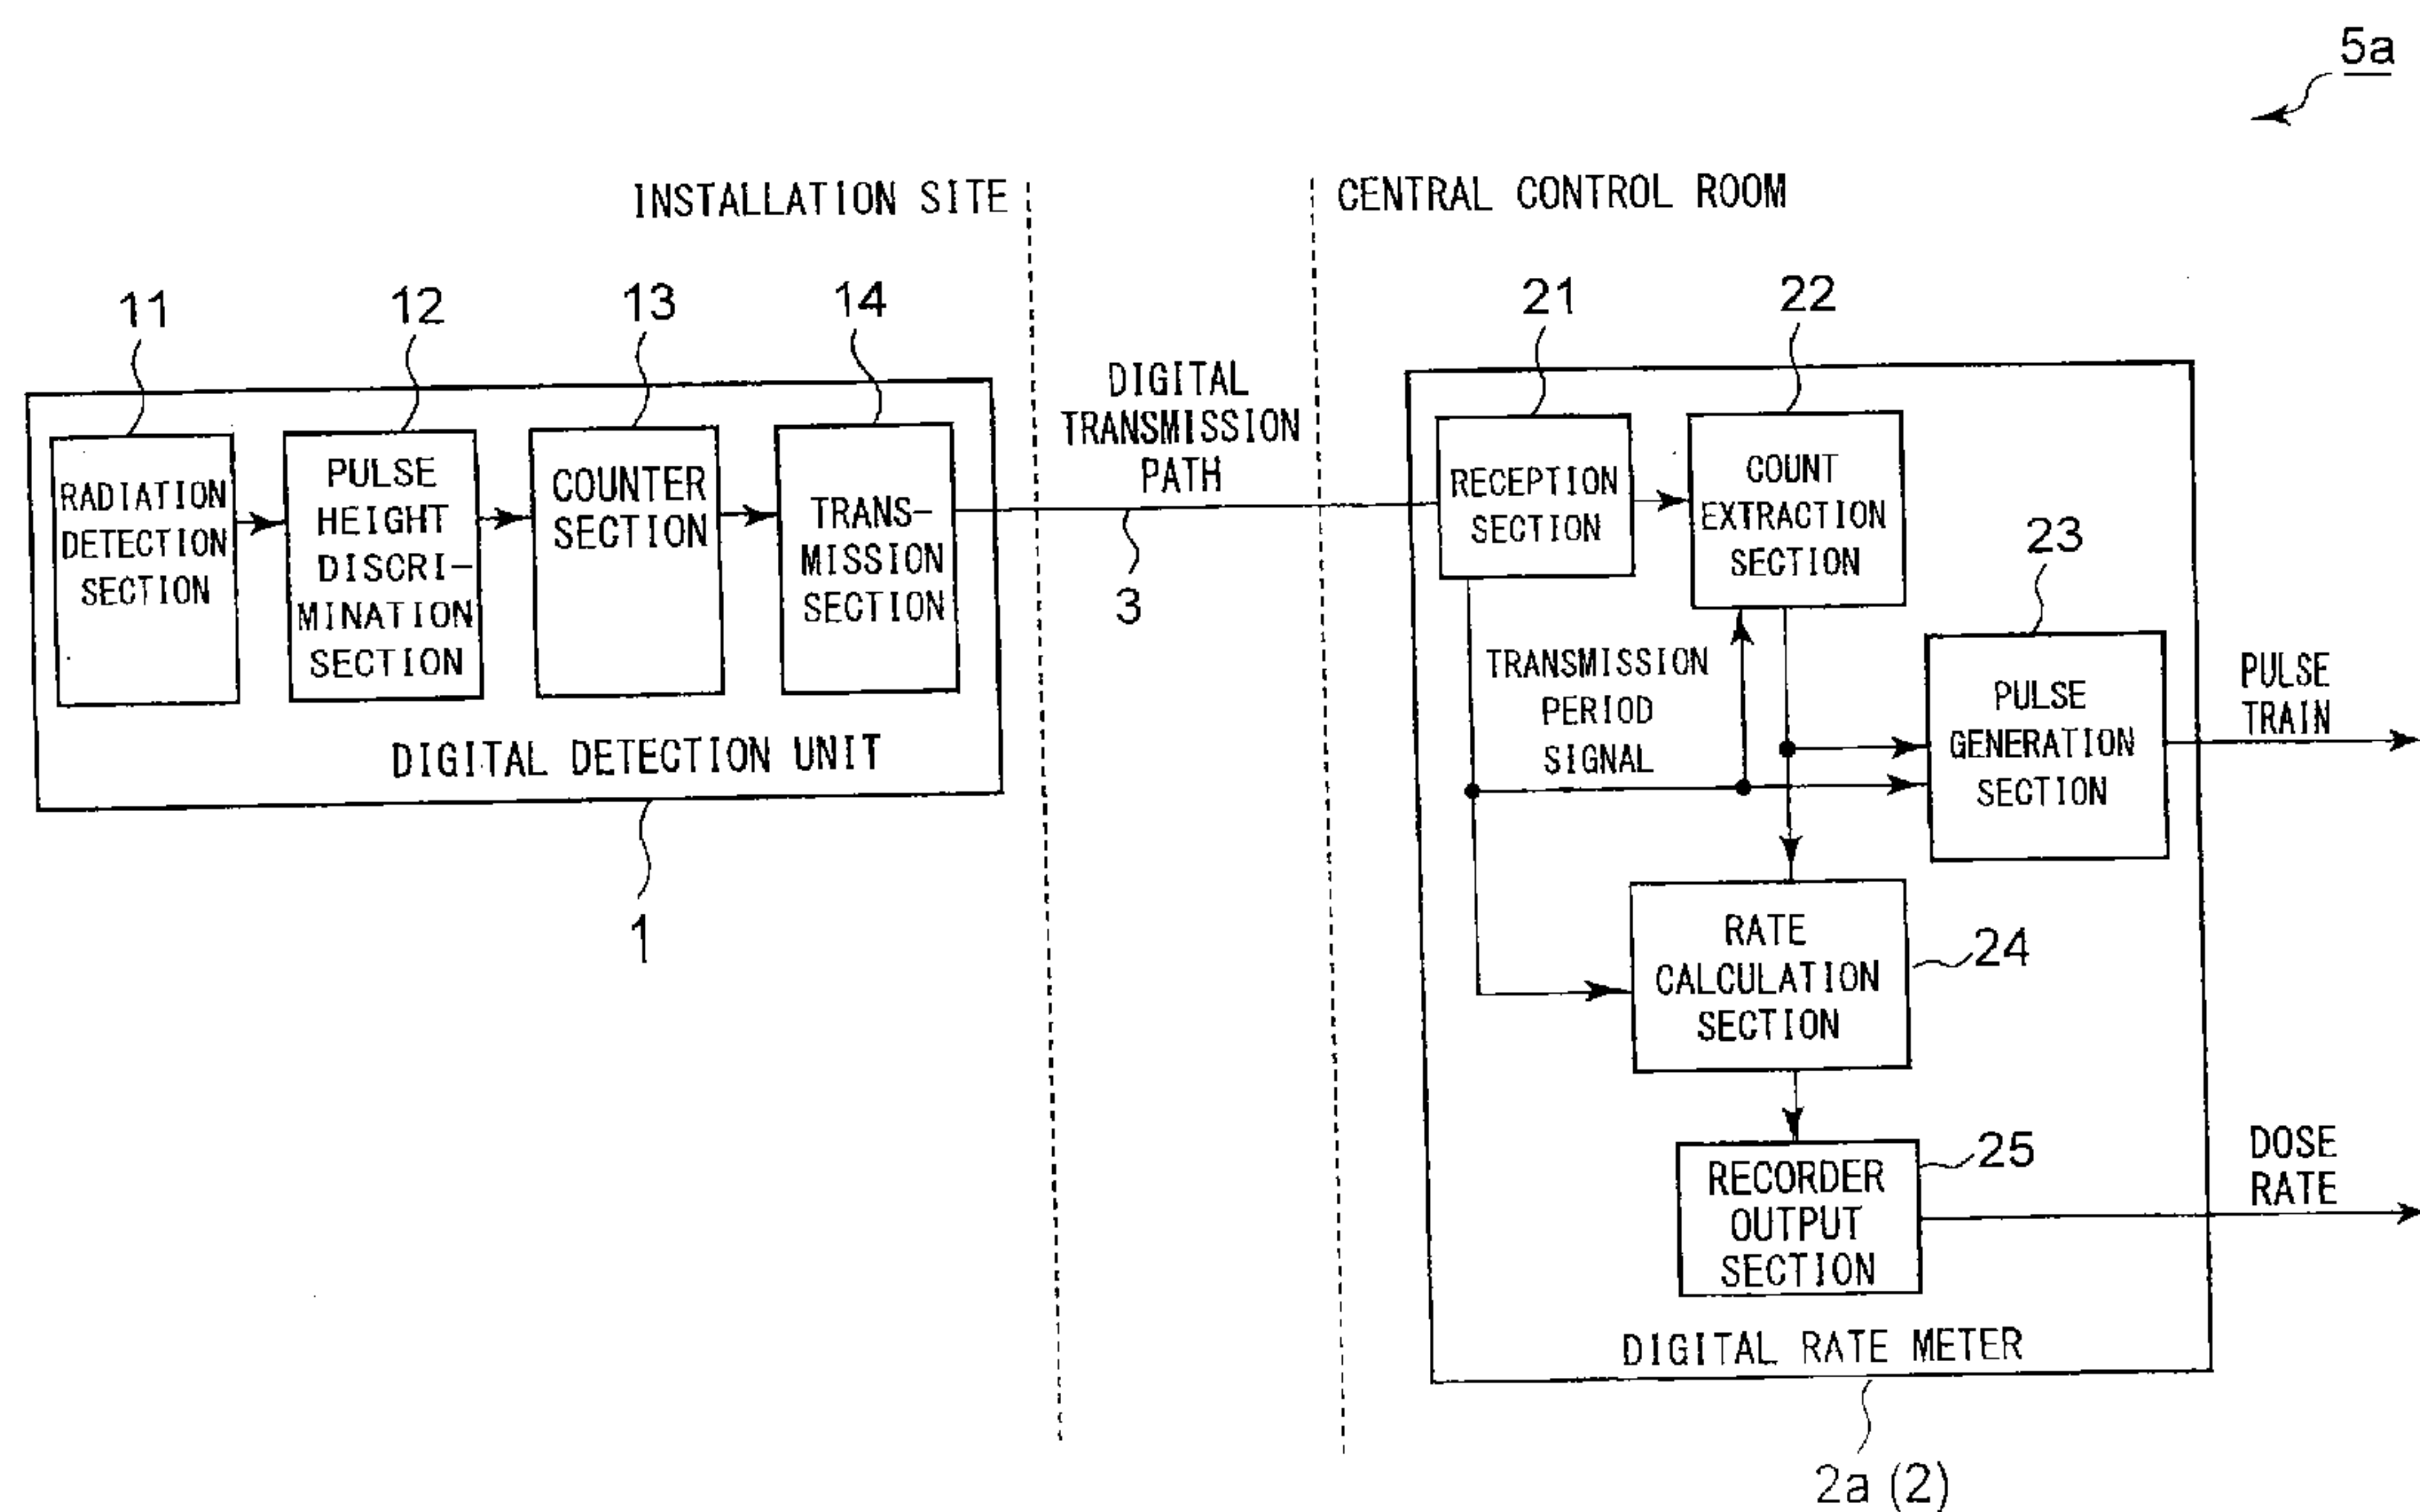 5a
INSTALLATION SITE
CENTRAL CONTROL ROOM
11
12
13
14
RADIATION
DETECTION
SECTION
PULSE
HEIGHT
DISCRI-
MINATION
SECTION
COUNTER
SECTION
TRANS-
MISSION
SECTION
DIGITAL DETECTION UNIT
1
DIGITAL
TRANSMISSION
PATH
3
21
22
23
RECEPTION
SECTION
COUNT
EXTRACTION
SECTION
TRANSMISSION
PERIOD
SIGNAL
PULSE
GENERATION
SECTION
PULSE
TRAIN
RATE
CALCULATION
SECTION
24
RECORDER
OUTPUT
SECTION
25
DOSE
RATE
DIGITAL RATE METER
2a (2)